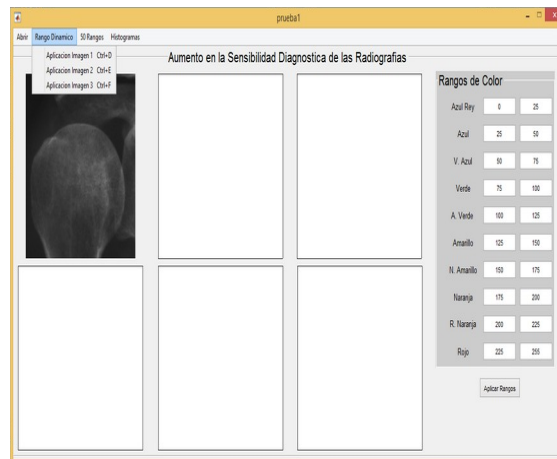 prueba1
Abrir Rango Dinamico 50 Rangos Histogramas
Aplicacion Imagen 1 Ctrl+D
Aplicacion Imagen 2 Ctrl+E
Aplicacion Imagen 3 Ctrl+F
Aumento en la Sensibilidad Diagnostica de las Radiografias
Rangos de Color
Azul Rey 0 25
Azul 25 50
V. Azul 50 75
Verde 75 100
A. Verde 100 125
Amarillo 125 150
N. Amarillo 150 175
Naranja 175 200
R. Naranja 200 225
Rojo 225 255
Aplicar Rangos